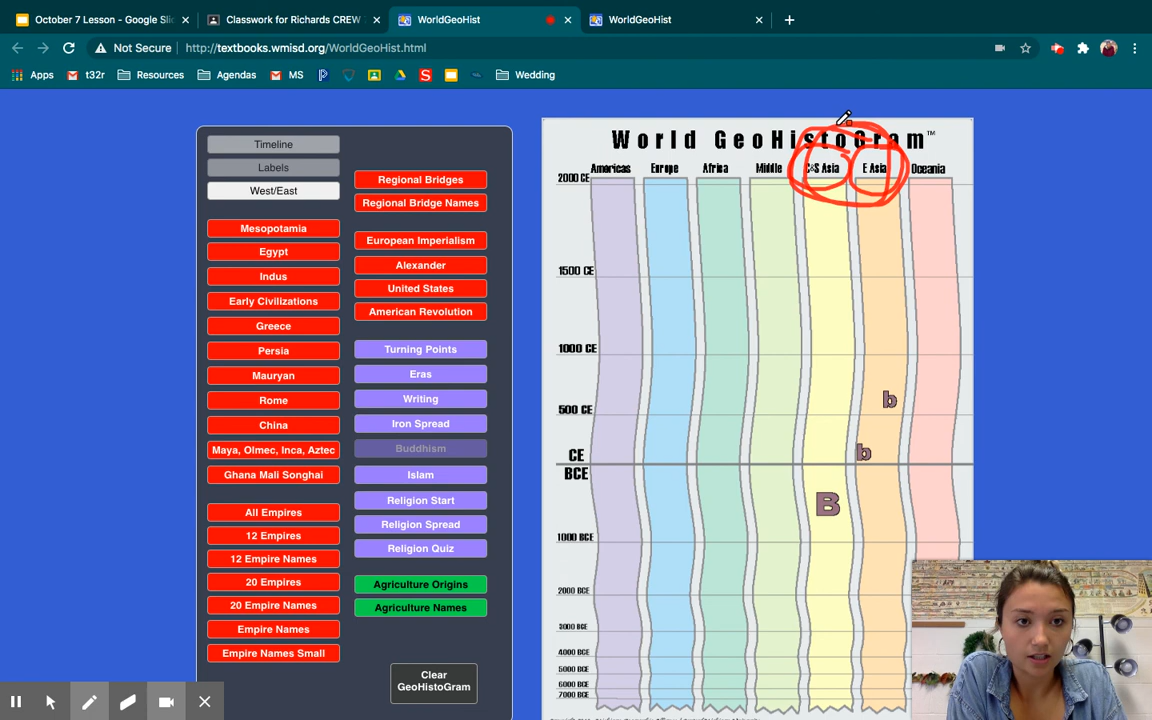 October 7 Lesson - Google Slid
Classwork for Richards CREW
WorldGeoHist
WorldGeoHist
Not Secure
http://textbooks.wmisd.org/WorldGeoHist.html
Apps
t32r
Resources
Agendas
MS
Wedding
Timeline
Labels
West/East
Mesopotamia
Egypt
Indus
Early Civilizations
Greece
Persia
Mauryan
Rome
China
Maya, Olmec, Inca, Aztec
Ghana Mali Songhai
All Empires
12 Empires
12 Empire Names
20 Empires
20 Empire Names
Empire Names
Empire Names Small
Regional Bridges
Regional Bridge Names
European Imperialism
Alexander
United States
American Revolution
Turning Points
Eras
Writing
Iron Spread
Buddhism
Islam
Religion Start
Religion Spread
Religion Quiz
Agriculture Origins
Agriculture Names
Clear
GeoHistoGram
World GeoHistoGram™
Americas Europe Africa Middle C&S Asia E Asia Oceania
2000 CE
1500 CE
1000 CE
b
500 CE
b
CE
BCE
B
1000 BCE
2000 BCE
3000 BCE
4000 BCE
5000 BCE
6000 BCE
7000 BCE